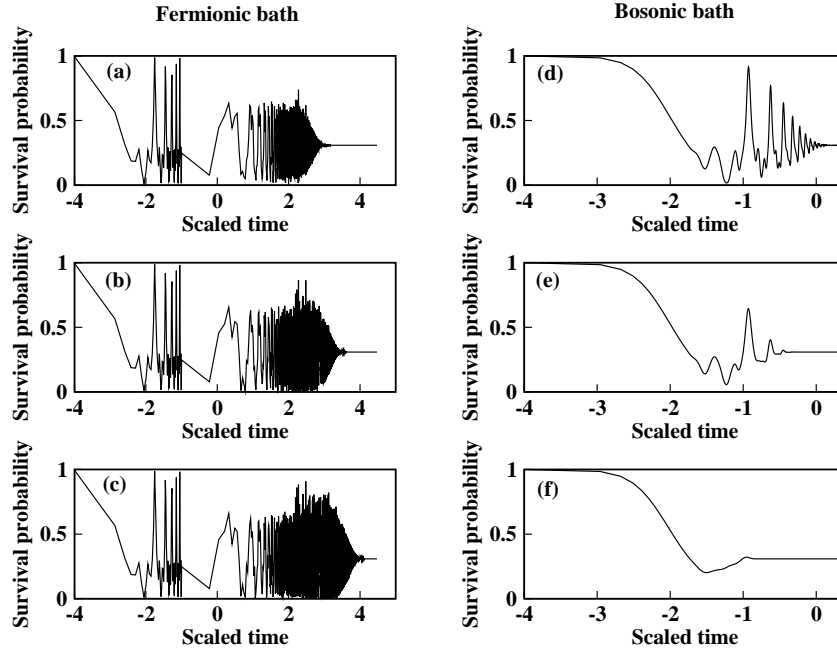 Fermionic bath
Bosonic bath
Survival probability
1
0.5
0
(a)
-4 -2 0 2 4
Scaled time
Survival probability
1
0.5
0
(d)
-4 -3 -2 -1 0
Scaled time
Survival probability
1
0.5
0
(b)
-4 -2 0 2 4
Scaled time
Survival probability
1
0.5
0
(e)
-4 -3 -2 -1 0
Scaled time
Survival probability
1
0.5
0
(c)
-4 -2 0 2 4
Scaled time
Survival probability
1
0.5
0
(f)
-4 -3 -2 -1 0
Scaled time